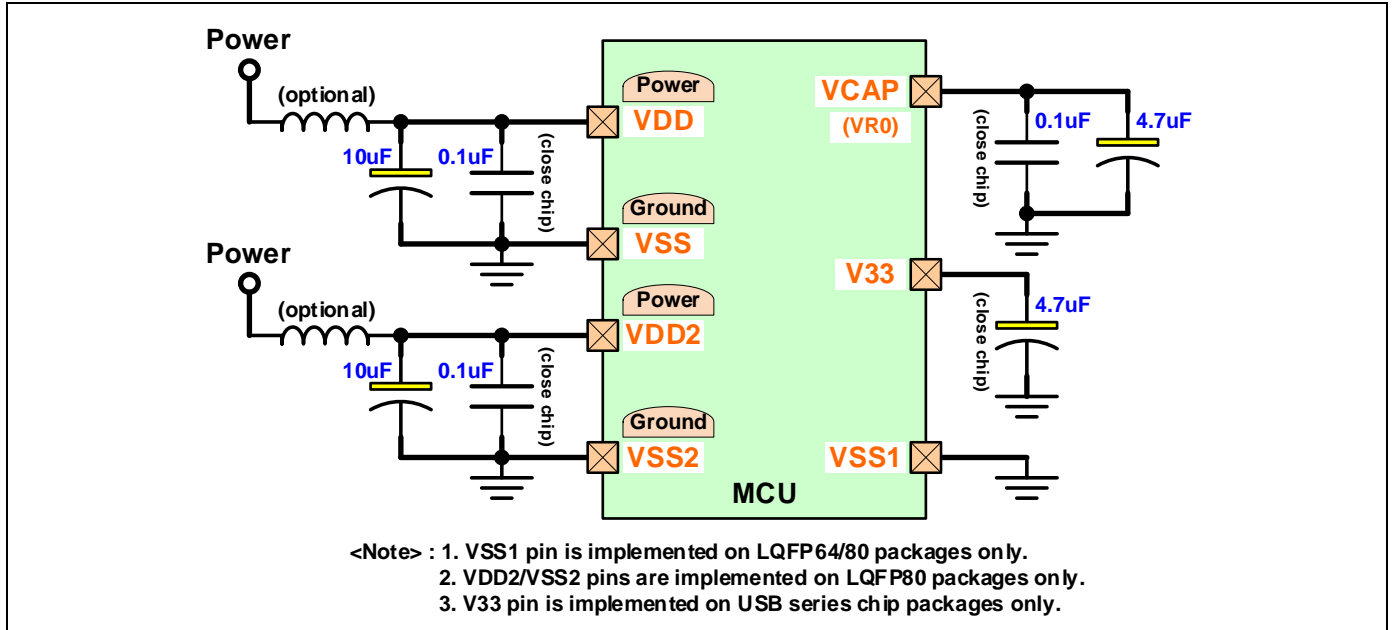 Power
(optional)
10uF
0.1uF
(close chip)
Power
VDD
Ground
VSS
Power
(optional)
10uF
0.1uF
(close chip)
Power
VDD2
Ground
VSS2
VCAP
(VR0)
(close chip)
0.1uF
4.7uF
V33
(close chip)
4.7uF
VSS1
MCU
<Note> : 1. VSS1 pin is implemented on LQFP64/80 packages only.
2. VDD2/VSS2 pins are implemented on LQFP80 packages only.
3. V33 pin is implemented on USB series chip packages only.